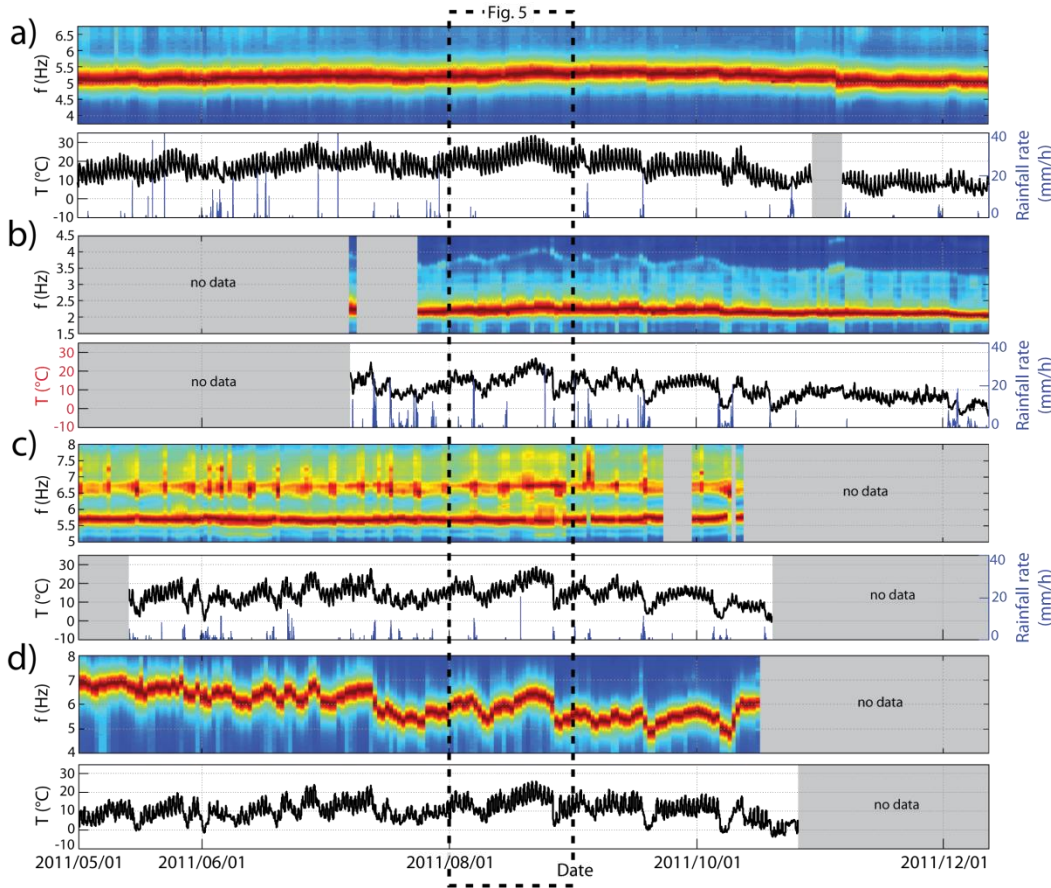 Fig. 5
a)
f (Hz)
6.5
5.5
5
4.5
4
T (°C)
30
20
10
0
-10
40
20
0
Rainfall rate
(mm/h)
b)
f (Hz)
4.5
3.5
2.5
2
1.5
no data
T (°C)
30
20
10
0
-10
no data
40
20
0
Rainfall rate
(mm/h)
c)
f (Hz)
8
7.5
6.5
5.5
5
no data
T (°C)
30
20
10
0
-10
no data
40
20
0
Rainfall rate
(mm/h)
d)
f (Hz)
8
7
6
5
4
no data
T (°C)
30
20
10
0
-10
no data
2011/05/01 2011/06/01 2011/08/01 2011/10/01 2011/12/01
Date